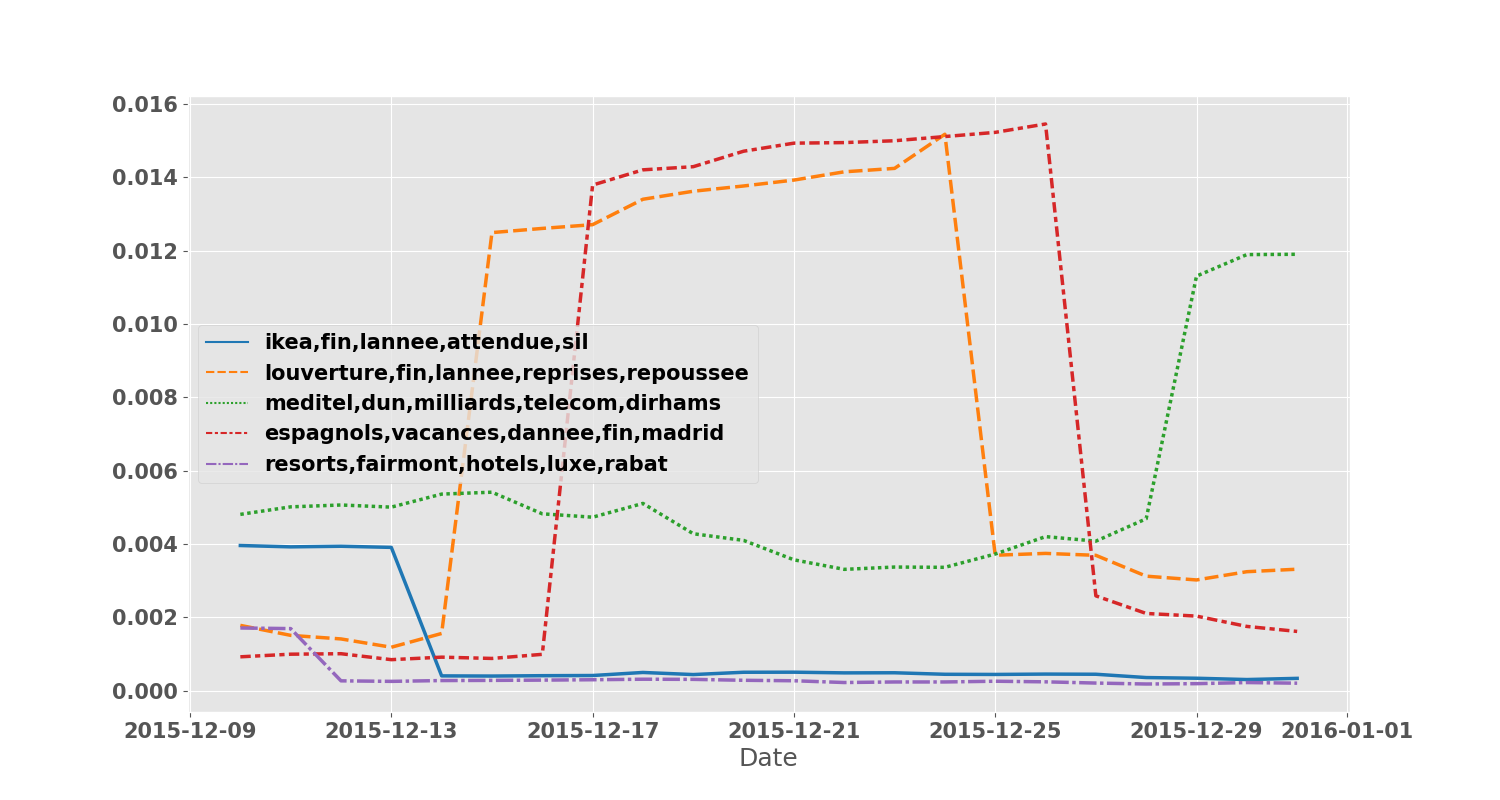 0.016
0.014
0.012
0.010
0.008
0.006
0.004
0.002
0.000
ikea,fin,lannee,attendue,sil
louverture,fin,lannee,reprises,repoussee
meditel,dun,milliards,telecom,dirhams
espagnols,vacances,dannee,fin,madrid
resorts,fairmont,hotels,luxe,rabat
2015-12-09 2015-12-13 2015-12-17 2015-12-21 2015-12-25 2015-12-29 2016-01-01
Date